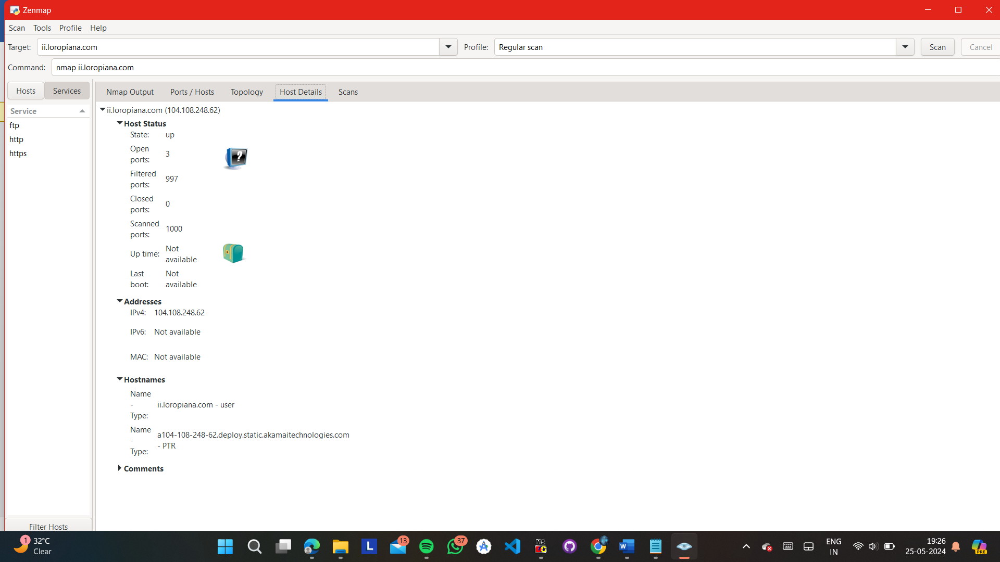 Zenmap
Scan Tools Profile Help
Target: ii.loropiana.com Profile: Regular scan Scan Cancel
Command: nmap ii.loropiana.com
Hosts Services
Nmap Output Ports / Hosts Topology Host Details Scans
Service
ftp
http
https
ii.loropiana.com (104.108.248.62)
Host Status
State: up
Open
ports: 3
Filtered
ports: 997
Closed
ports: 0
Scanned
ports: 1000
Up time: Not
available
Last
boot: Not
available
Addresses
IPv4: 104.108.248.62
IPv6: Not available
MAC: Not available
Hostnames
Name
-
Type: ii.loropiana.com - user
Name
-
Type: a104-108-248-62.deploy.static.akamaitechnologies.com
- PTR
Comments
Filter Hosts
1 32°C
Clear
L
13
37
Ms
W
PRE
ENG
IN
19:26
25-05-2024